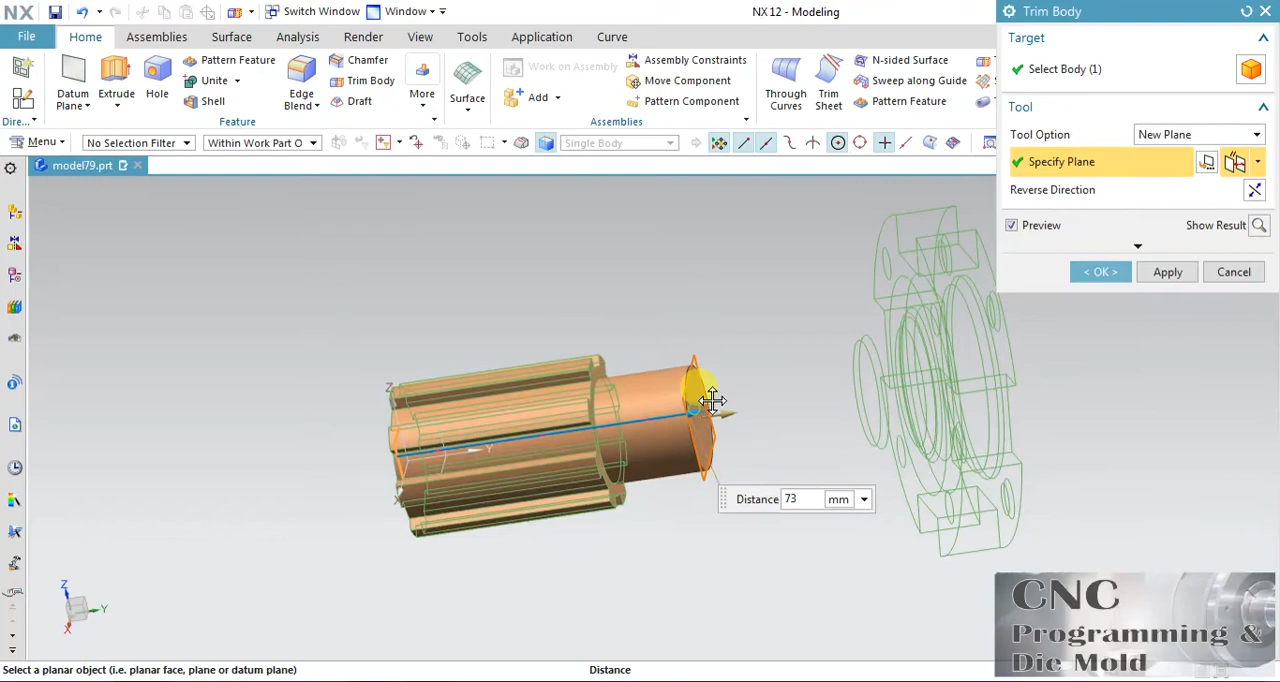 NX
Switch Window
Window
NX 12 - Modeling
Trim Body
File
Home
Assemblies
Surface
Analysis
Render
View
Tools
Application
Curve
Target
Select Body (1)
Datum
Plane
Extrude
Hole
Pattern Feature
Unite
Shell
Edge
Blend
Chamfer
Trim Body
Draft
More
Surface
Work on Assembly
Add
Assembly Constraints
Move Component
Pattern Component
Through
Curves
Trim
Sheet
N-sided Surface
Sweep along Guide
Pattern Feature
Dire...
Feature
Assemblies
Tool
Tool Option
New Plane
Specify Plane
Reverse Direction
Preview
Show Result
< OK >
Apply
Cancel
Menu
No Selection Filter
Within Work Part O
Single Body
model79.prt
Z
Y
X
Distance 73 mm
Z
Y
X
CNC
Programming &
Die Mold
Select a planar object (i.e. planar face, plane or datum plane)
Distance